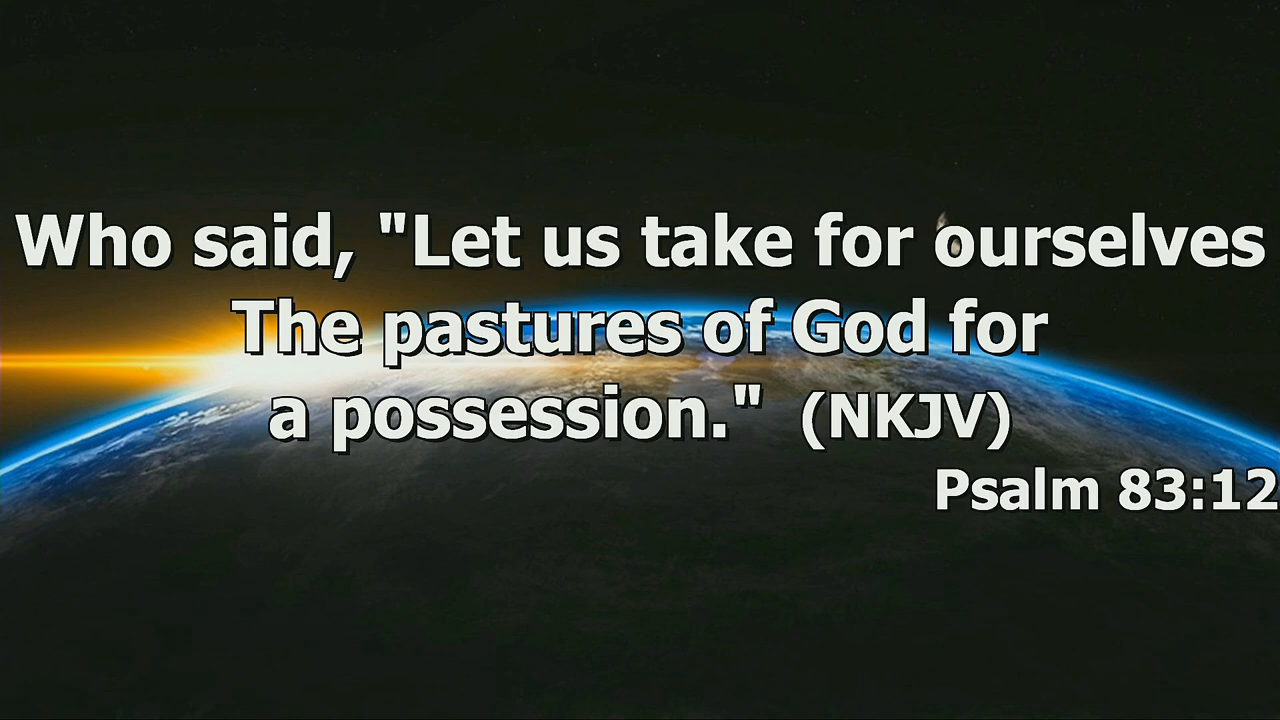 Who said, "Let us take for ourselves
The pastures of God for
a possession." (NKJV)
Psalm 83:12